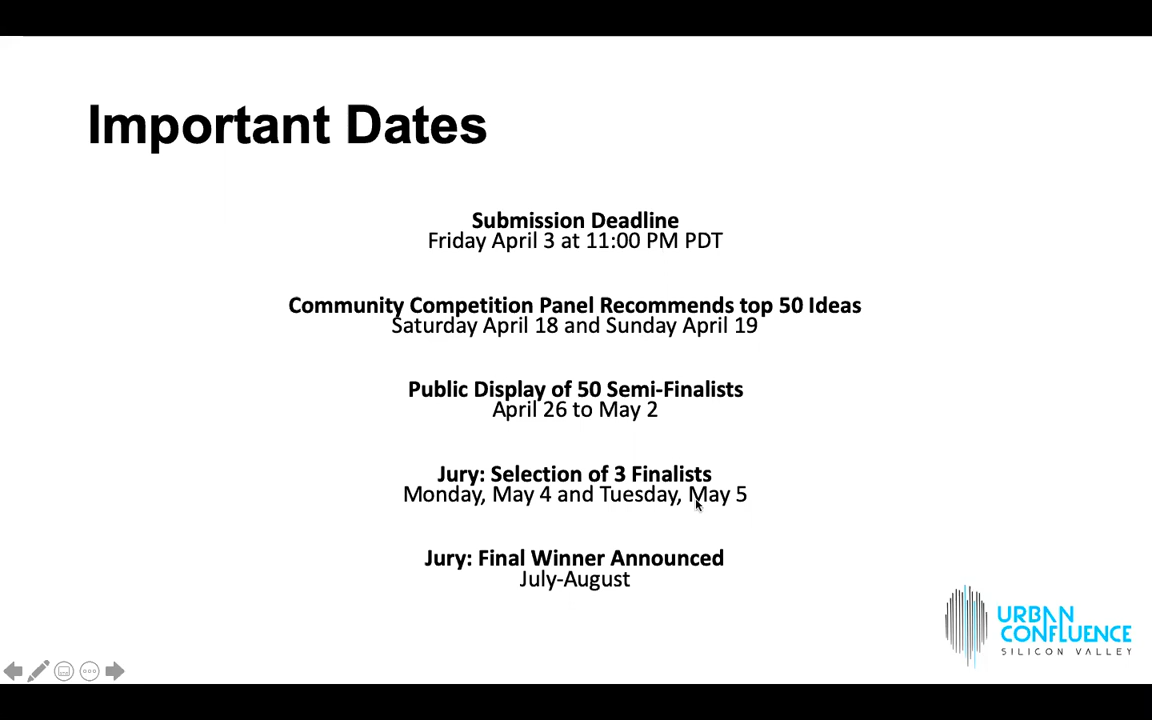 Important Dates
Submission Deadline
Friday April 3 at 11:00 PM PDT
Community Competition Panel Recommends top 50 Ideas
Saturday April 18 and Sunday April 19
Public Display of 50 Semi-Finalists
April 26 to May 2
Jury: Selection of 3 Finalists
Monday, May 4 and Tuesday, May 5
Jury: Final Winner Announced
July-August
URBAN
CONFLUENCE
SILICON VALLEY